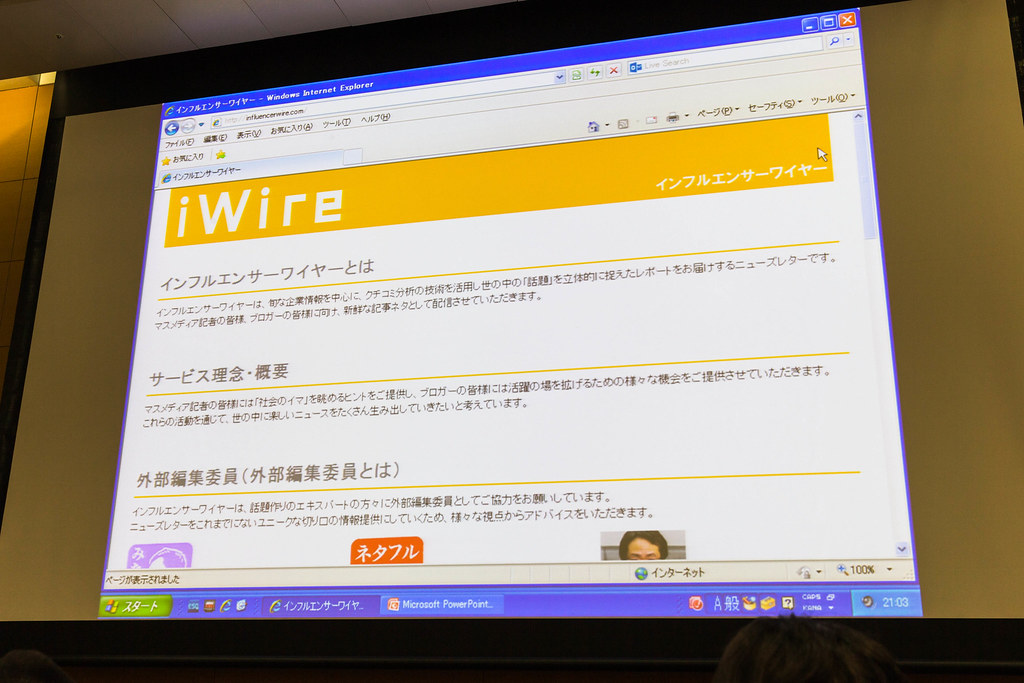 インフルエンサーワイヤー - Windows Internet Explorer
http://influencerwire.com
Live Search
ファイル(F) 編集(E) 表示(V) お気に入り(A) ツール(T) ヘルプ(H)
お気に入り
インフルエンサーワイヤー
ページ(P) セーフティ(S) ツール(O)
iWire
インフルエンサーワイヤー
インフルエンサーワイヤーとは
インフルエンサーワイヤーは、旬な企業情報を中心に、クチコミ分析の技術を活用し世の中の「話題」を立体的に捉えたレポートをお届けするニューズレターです。
マスメディア記者の皆様、ブロガーの皆様に向け、新鮮な記事ネタとして配信させていただきます。
サービス理念・概要
マスメディア記者の皆様には「社会のイマ」を眺めるヒントをご提供し、ブロガーの皆様には活躍の場を拡げるための様々な機会をご提供させていただきます。
これらの活動を通じて、世の中に楽しいニュースをたくさん生み出していきたいと考えています。
外部編集委員(外部編集委員とは)
インフルエンサーワイヤーは、話題作りのエキスパートの方々に外部編集委員としてご協力をお願いしています。
ニューズレターをこれまでにないユニークな切り口の情報提供にしていくため、様々な視点からアドバイスをいただきます。
み
ネタフル
ページが表示されました
インターネット
100%
スタート
インフルエンサーワイヤ...
Microsoft PowerPoint...
A 般
CAPS
KANA
21:03